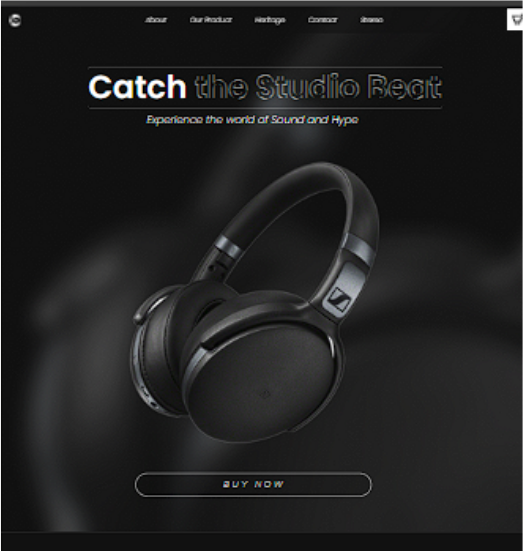 About Our Product Heritage Contact Stereo
Catch the Studio Beat
Experience the world of Sound and Hype
BUY NOW